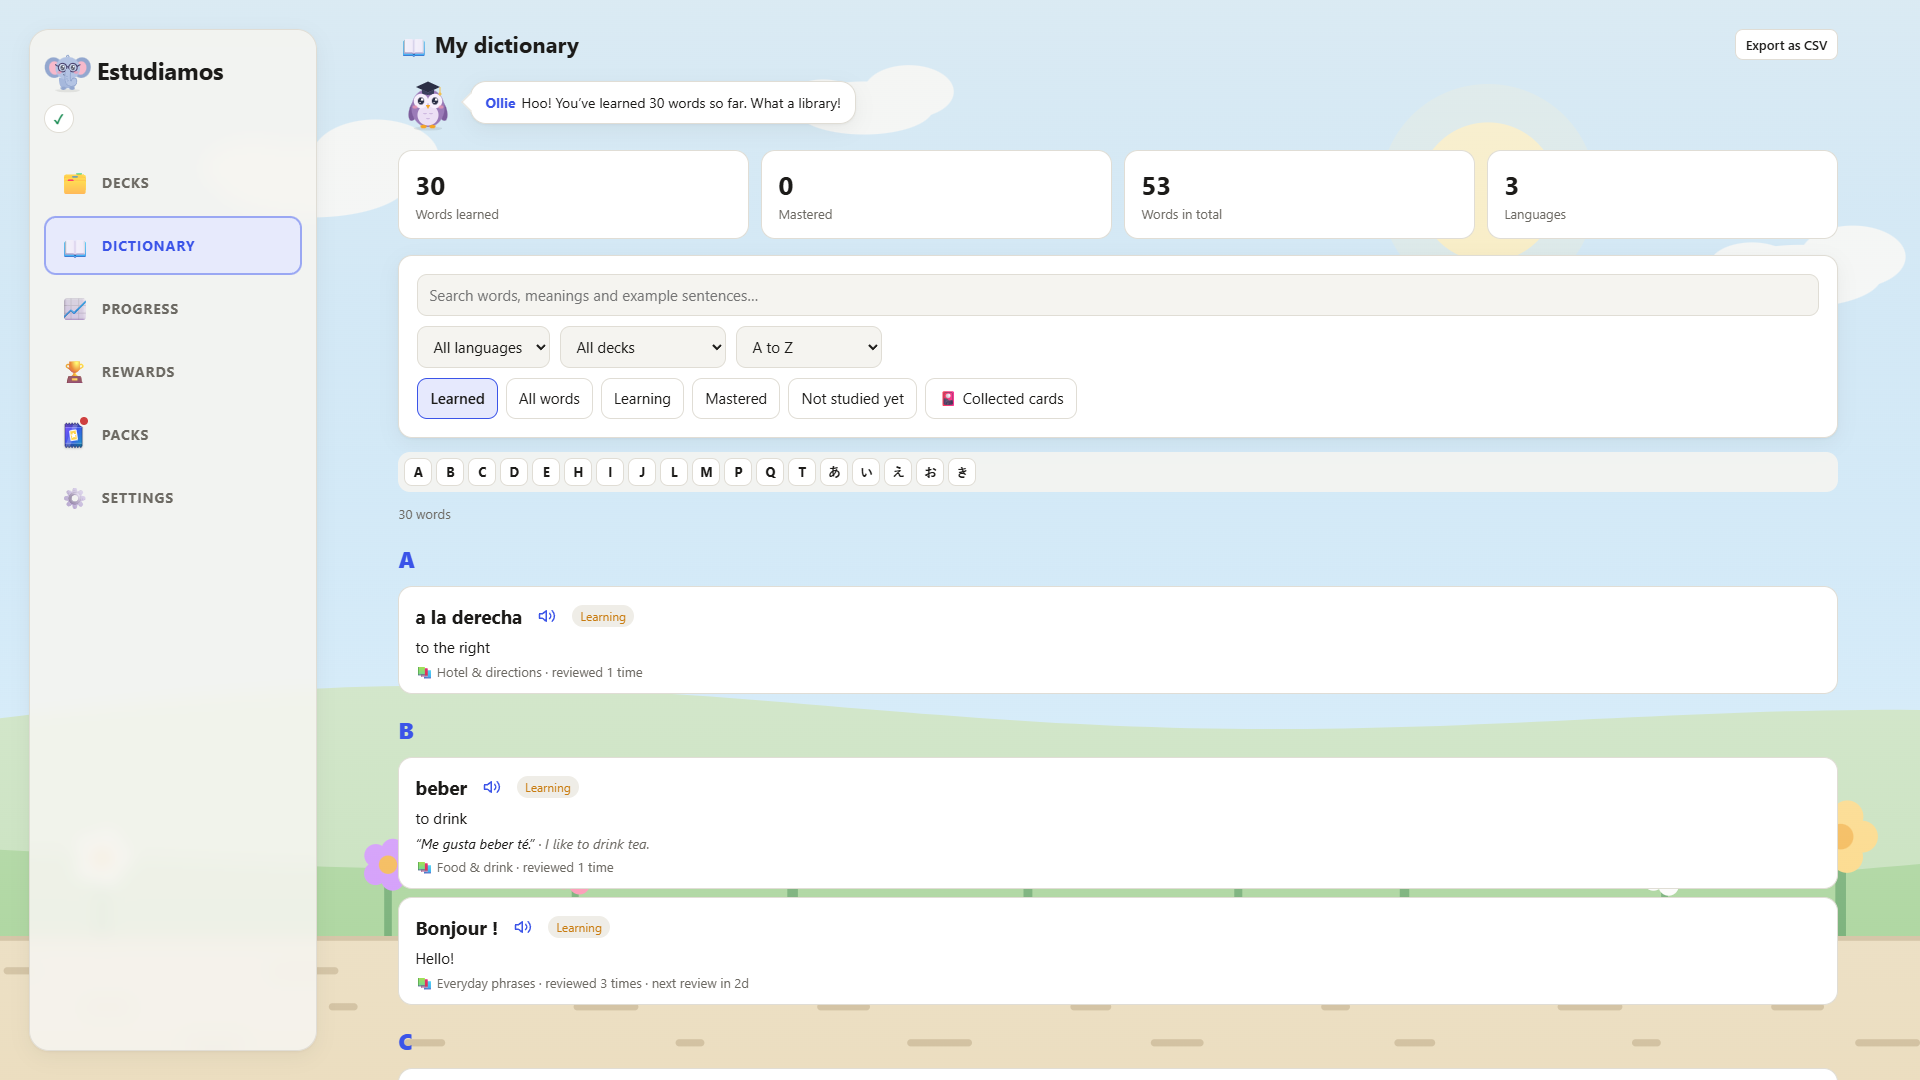 Estudiamos
DECKS
DICTIONARY
PROGRESS
REWARDS
PACKS
SETTINGS
My dictionary
Export as CSV
Ollie Hoo! You’ve learned 30 words so far. What a library!
30
Words learned
0
Mastered
53
Words in total
3
Languages
Search words, meanings and example sentences…
All languages All decks A to Z
Learned All words Learning Mastered Not studied yet Collected cards
A B C D E H I J L M P Q T あ い え お き
30 words
A
a la derecha Learning
to the right
Hotel & directions · reviewed 1 time
B
beber Learning
to drink
“Me gusta beber té.” · I like to drink tea.
Food & drink · reviewed 1 time
Bonjour ! Learning
Hello!
Everyday phrases · reviewed 3 times · next review in 2d
C